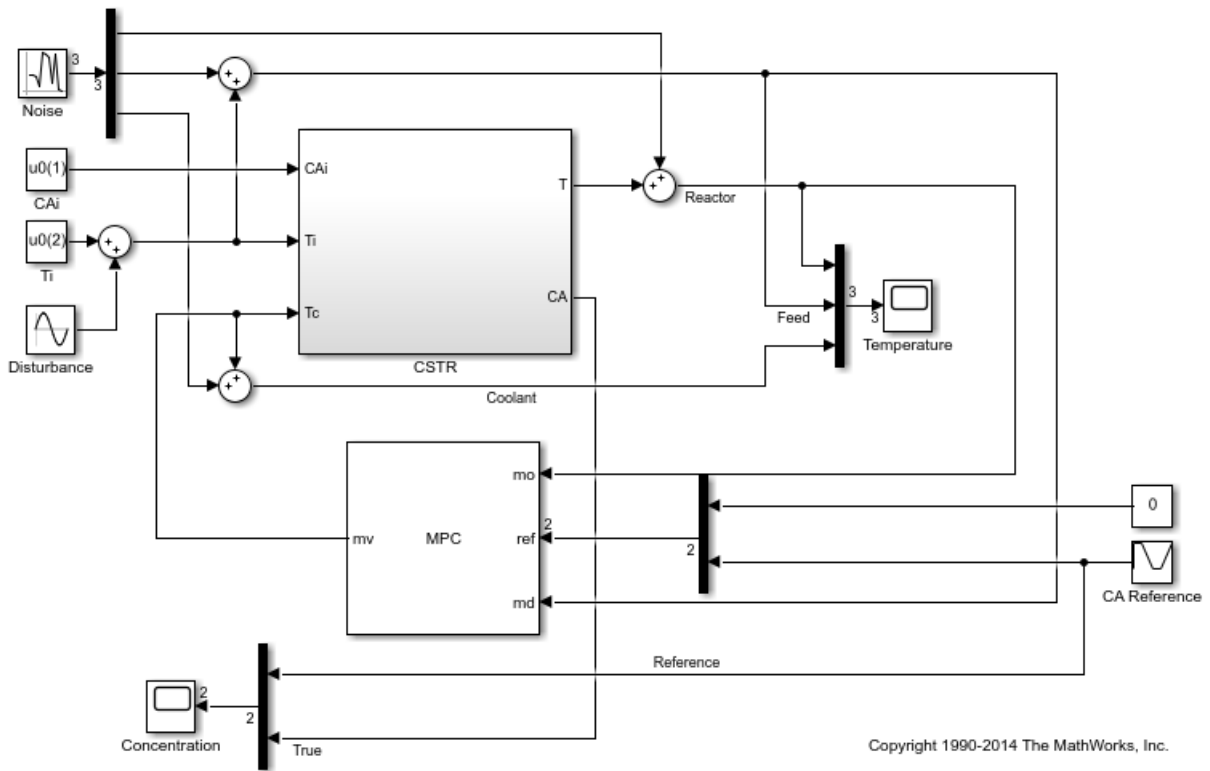 3
3
Noise
u0(1)
CAi
CAi
T
Reactor
u0(2)
Ti
Ti
CA
Disturbance
Tc
CSTR
Feed
3
3
Temperature
Coolant
mo
0
mv
MPC
ref
2
2
md
CA Reference
Reference
2
2
Concentration
True
Copyright 1990-2014 The MathWorks, Inc.